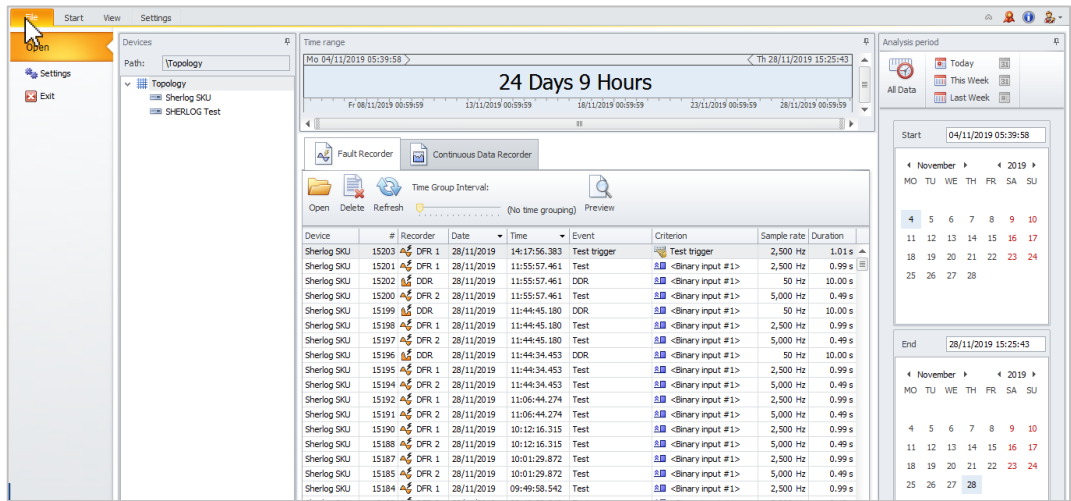 File Start View Settings
Open
Settings
Exit
Devices
Path: \Topology
Topology
Sherlog SKU
SHERLOG Test
Time range
Mo 04/11/2019 05:39:58 Th 28/11/2019 15:25:43
24 Days 9 Hours
Fr 08/11/2019 00:59:59 13/11/2019 00:59:59 18/11/2019 00:59:59 23/11/2019 00:59:59 28/11/2019 00:59:59
Fault Recorder Continuous Data Recorder
Open Delete Refresh Time Group Interval: (No time grouping) Preview
Device # Recorder Date Time Event Criterion Sample rate Duration
Sherlog SKU 15203 DFR 1 28/11/2019 14:17:56.383 Test trigger Test trigger 2,500 Hz 1.01 s
Sherlog SKU 15201 DFR 1 28/11/2019 11:55:57.461 Test <Binary input #1> 2,500 Hz 0.99 s
Sherlog SKU 15202 DDR 28/11/2019 11:55:57.461 DDR <Binary input #1> 50 Hz 10.00 s
Sherlog SKU 15200 DFR 2 28/11/2019 11:55:57.461 Test <Binary input #1> 5,000 Hz 0.49 s
Sherlog SKU 15199 DDR 28/11/2019 11:44:45.180 DDR <Binary input #1> 50 Hz 10.00 s
Sherlog SKU 15198 DFR 1 28/11/2019 11:44:45.180 Test <Binary input #1> 2,500 Hz 0.99 s
Sherlog SKU 15197 DFR 2 28/11/2019 11:44:45.180 Test <Binary input #1> 5,000 Hz 0.49 s
Sherlog SKU 15196 DDR 28/11/2019 11:44:34.453 DDR <Binary input #1> 50 Hz 10.00 s
Sherlog SKU 15195 DFR 1 28/11/2019 11:44:34.453 Test <Binary input #1> 2,500 Hz 0.99 s
Sherlog SKU 15194 DFR 2 28/11/2019 11:44:34.453 Test <Binary input #1> 5,000 Hz 0.49 s
Sherlog SKU 15192 DFR 1 28/11/2019 11:06:44.274 Test <Binary input #1> 2,500 Hz 0.99 s
Sherlog SKU 15191 DFR 2 28/11/2019 11:06:44.274 Test <Binary input #1> 5,000 Hz 0.49 s
Sherlog SKU 15190 DFR 1 28/11/2019 10:12:16.315 Test <Binary input #1> 2,500 Hz 0.99 s
Sherlog SKU 15188 DFR 2 28/11/2019 10:12:16.315 Test <Binary input #1> 5,000 Hz 0.49 s
Sherlog SKU 15187 DFR 1 28/11/2019 10:01:29.872 Test <Binary input #1> 2,500 Hz 0.99 s
Sherlog SKU 15185 DFR 2 28/11/2019 10:01:29.872 Test <Binary input #1> 5,000 Hz 0.49 s
Sherlog SKU 15184 DFR 1 28/11/2019 09:49:58.542 Test <Binary input #1> 2,500 Hz 0.99 s
Analysis period
All Data
Today 31
This Week 31
Last Week
Start 04/11/2019 05:39:58
November 2019
MO TU WE TH FR SA SU
4 5 6 7 8 9 10
11 12 13 14 15 16 17
18 19 20 21 22 23 24
25 26 27 28
End 28/11/2019 15:25:43
November 2019
MO TU WE TH FR SA SU
4 5 6 7 8 9 10
11 12 13 14 15 16 17
18 19 20 21 22 23 24
25 26 27 28